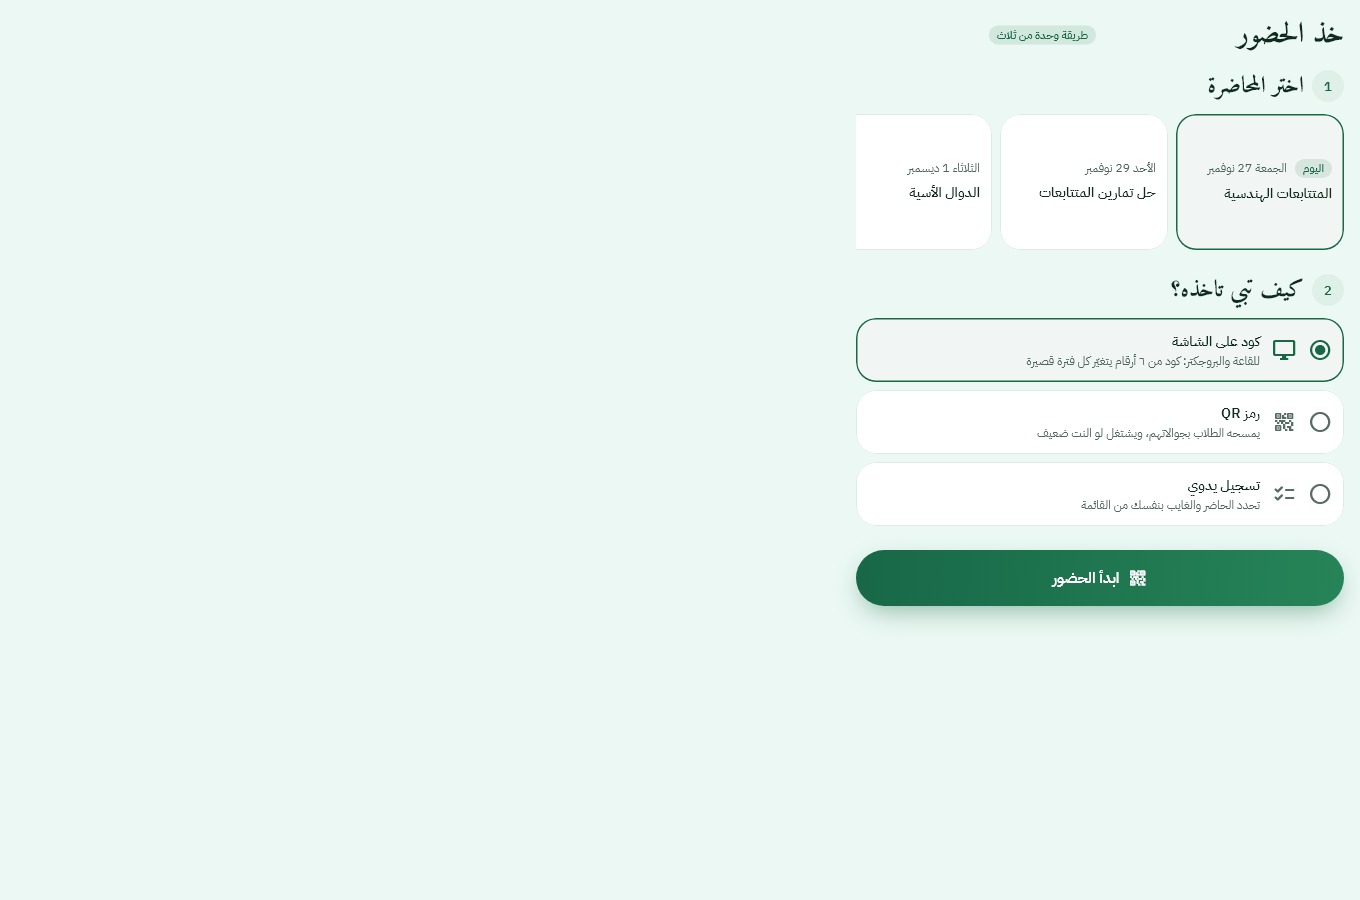 خذ الحضور
طريقة وحدة من ثلاث
1 اختر المحاضرة
اليوم الجمعة 27 نوفمبر
المتتابعات الهندسية
الأحد 29 نوفمبر
حل تمارين المتتابعات
الثلاثاء 1 ديسمبر
الدوال الأسية
2 كيف تبي تاخذه؟
كود على الشاشة
للقاعة والبروجكتر: كود من ٦ أرقام يتغيّر كل فترة قصيرة
رمز QR
يمسحه الطلاب بجوالاتهم، ويشتغل لو النت ضعيف
تسجيل يدوي
تحدد الحاضر والغايب بنفسك من القائمة
ابدأ الحضور